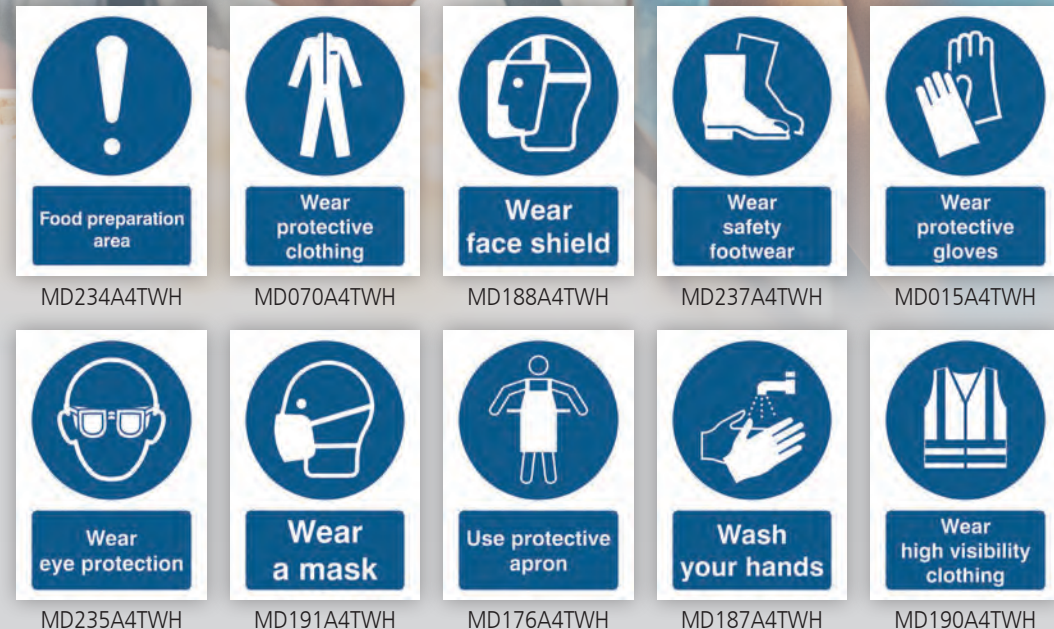 Food preparation
area
Wear
protective
clothing
Wear
face shield
Wear
safety
footwear
Wear
protective
gloves
MD234A4TWH
MD070A4TWH
MD188A4TWH
MD237A4TWH
MD015A4TWH
Wear
eye protection
Wear
a mask
Use protective
apron
Wash
your hands
Wear
high visibility
clothing
MD235A4TWH
MD191A4TWH
MD176A4TWH
MD187A4TWH
MD190A4TWH